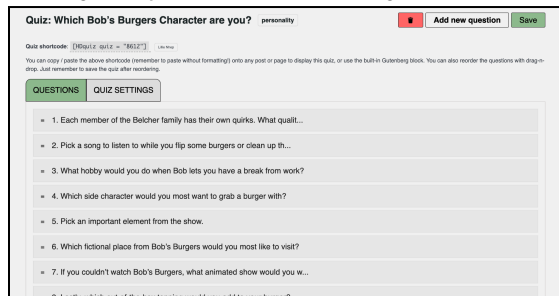 Quiz: Which Bob's Burgers Character are you? personality Add new question Save
Quiz shortcode: [HDquiz quiz = "8612"]
You can copy / paste the above shortcode (remember to paste without formatting!) onto any post or page to display this quiz, or use the built-in Gutenberg block. You can also reorder the questions with drag-n-
drop. Just remember to save the quiz after reordering.
QUESTIONS QUIZ SETTINGS
1. Each member of the Belcher family has their own quirks. What qualit...
2. Pick a song to listen to while you flip some burgers or clean up th...
3. What hobby would you do when Bob lets you have a break from work?
4. Which side character would you most want to grab a burger with?
5. Pick an important element from the show.
6. Which fictional place from Bob's Burgers would you most like to visit?
7. If you couldn't watch Bob's Burgers, what animated show would you w...